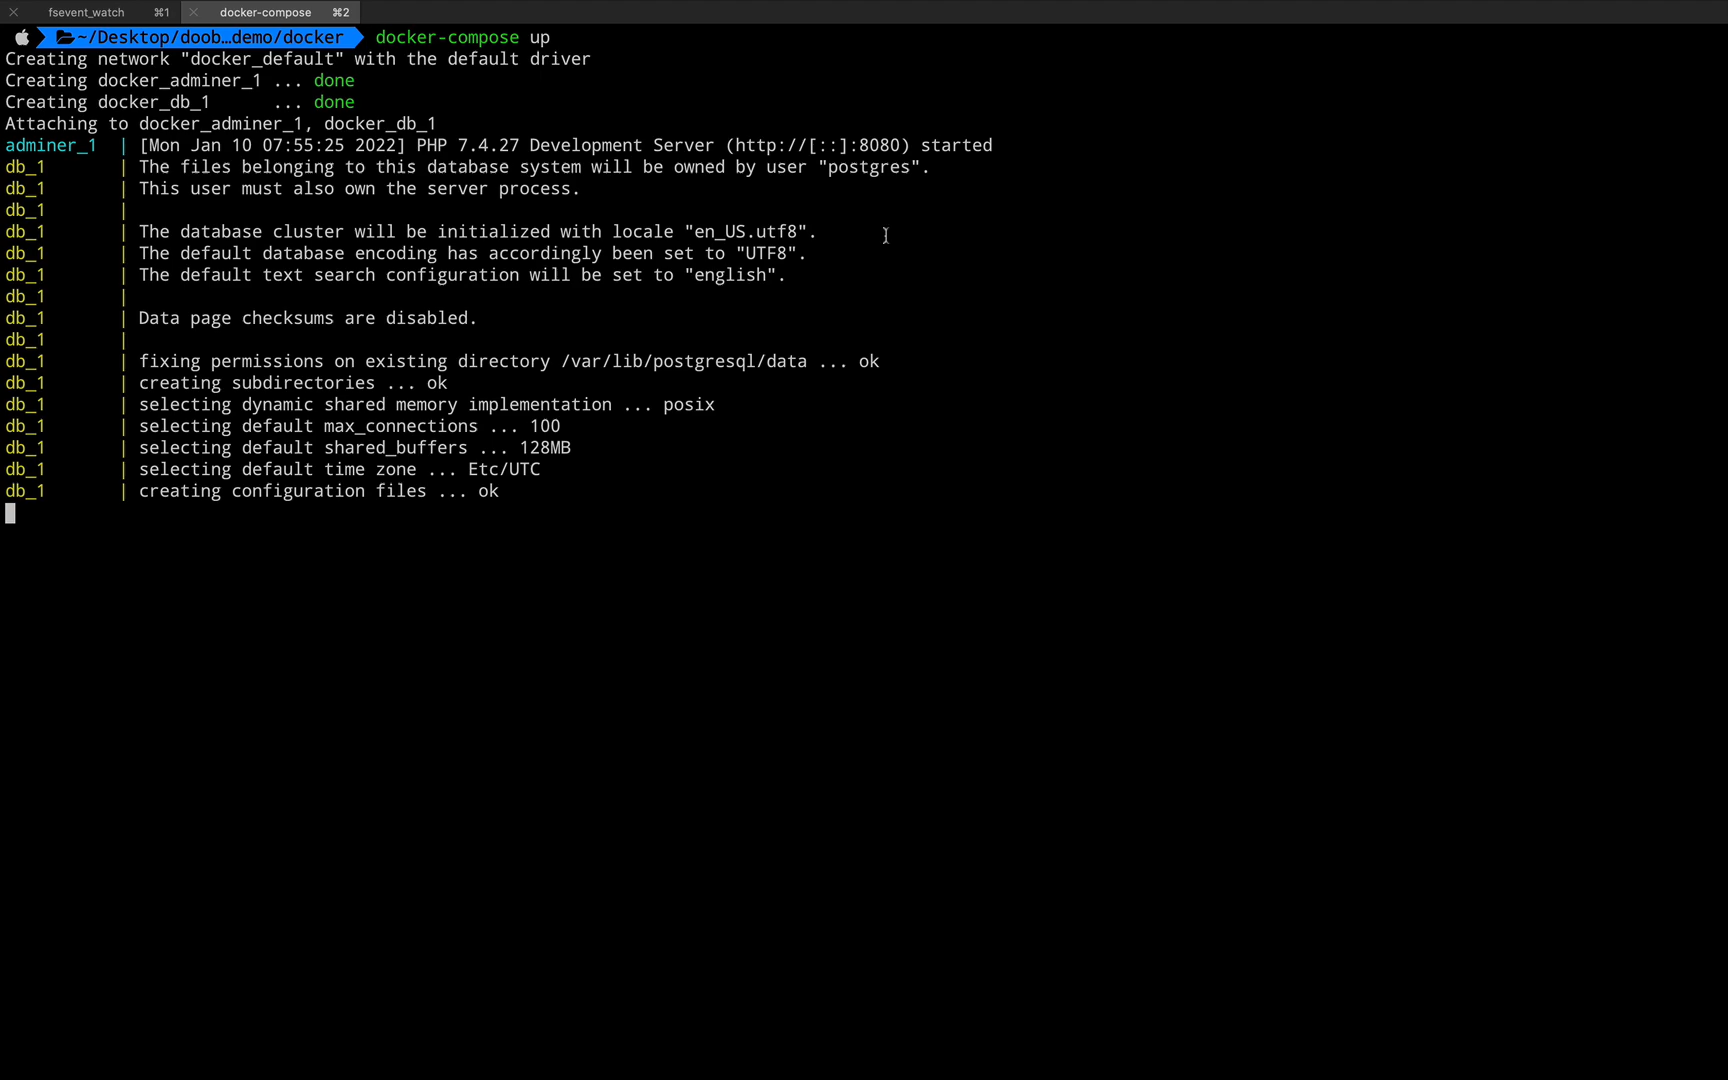 fsevent_watch ⌘1 docker-compose ⌘2
~/Desktop/doob…demo/docker docker-compose up
Creating network "docker_default" with the default driver
Creating docker_adminer_1 ... done
Creating docker_db_1      ... done
Attaching to docker_adminer_1, docker_db_1
adminer_1  | [Mon Jan 10 07:55:25 2022] PHP 7.4.27 Development Server (http://[::]:8080) started
db_1       | The files belonging to this database system will be owned by user "postgres".
db_1       | This user must also own the server process.
db_1       |
db_1       | The database cluster will be initialized with locale "en_US.utf8".
db_1       | The default database encoding has accordingly been set to "UTF8".
db_1       | The default text search configuration will be set to "english".
db_1       |
db_1       | Data page checksums are disabled.
db_1       |
db_1       | fixing permissions on existing directory /var/lib/postgresql/data ... ok
db_1       | creating subdirectories ... ok
db_1       | selecting dynamic shared memory implementation ... posix
db_1       | selecting default max_connections ... 100
db_1       | selecting default shared_buffers ... 128MB
db_1       | selecting default time zone ... Etc/UTC
db_1       | creating configuration files ... ok